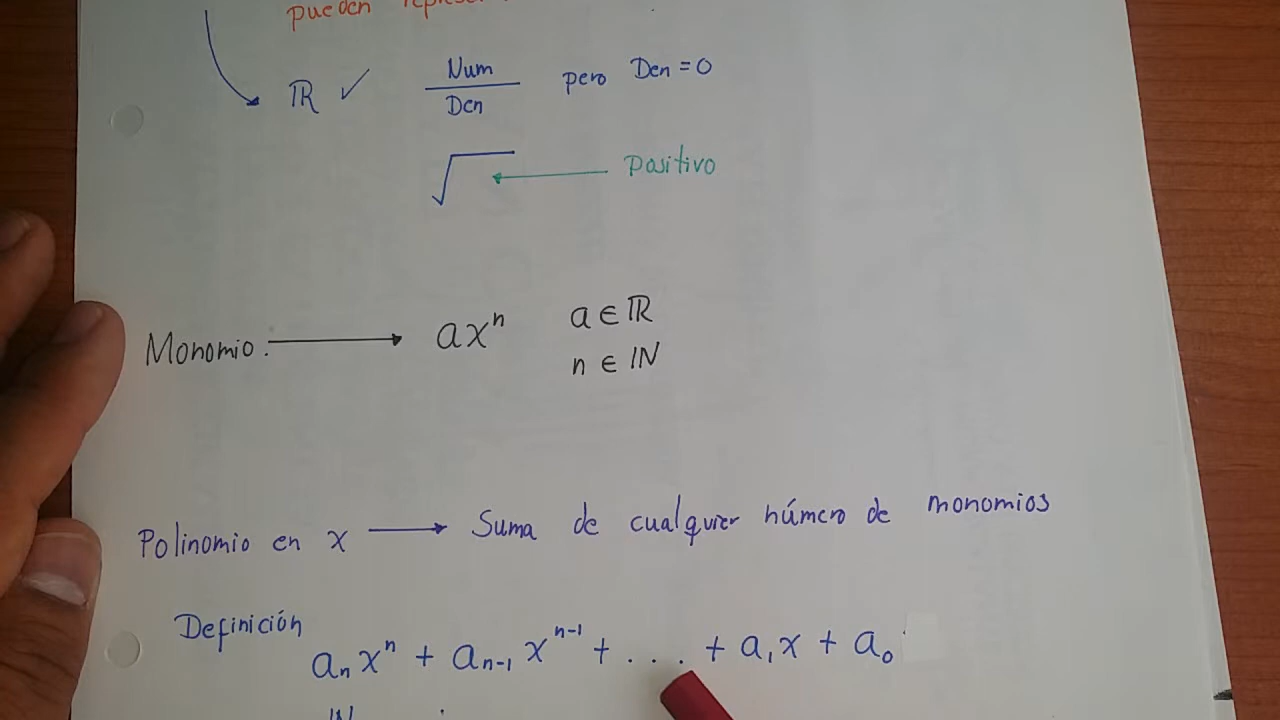 pueden
ℝ ✓ Num/Den pero Den = 0
√ ← Positivo
Monomio: → axⁿ a ∈ ℝ
n ∈ ℕ
Polinomio en x → Suma de cualquier número de monomios
Definición
aₙxⁿ + aₙ₋₁xⁿ⁻¹ + ... + a₁x + a₀